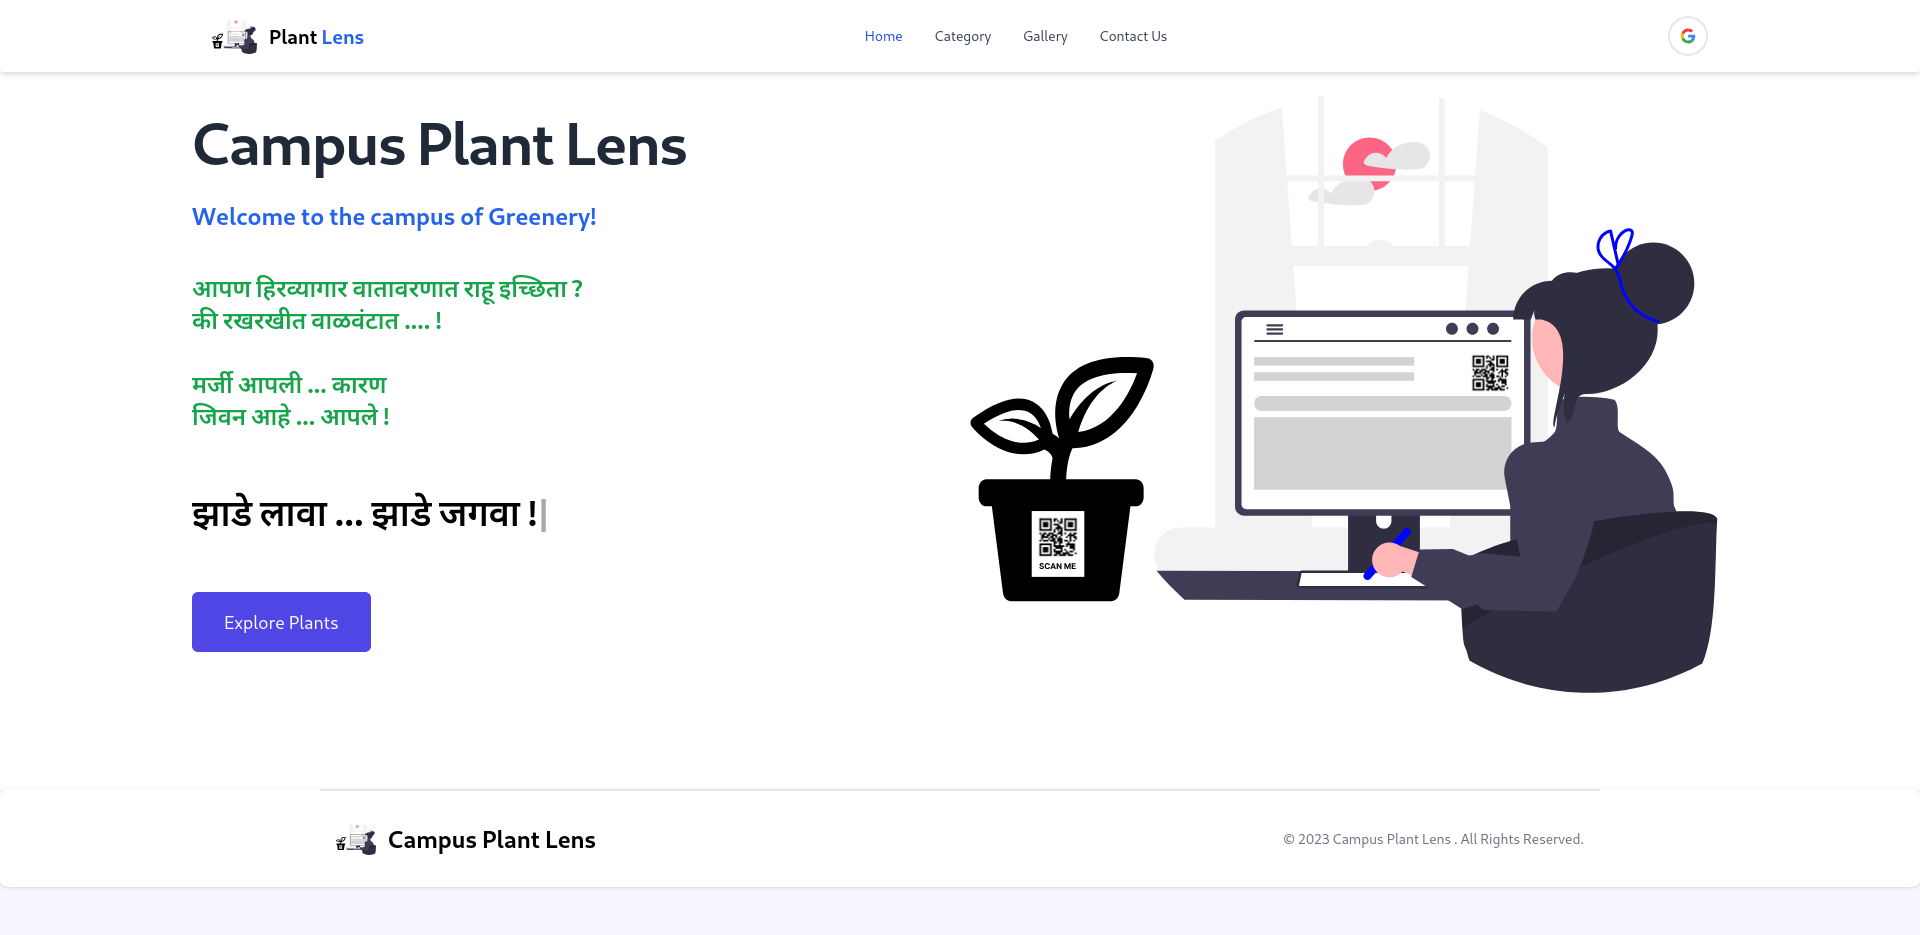 Plant Lens
Home
Category
Gallery
Contact Us
Campus Plant Lens
Welcome to the campus of Greenery!
आपण हिरव्यागार वातावरणात राहू इच्छिता ?
की रखरखीत वाळवंटात .... !
मर्जी आपली ... कारण
जिवन आहे ... आपले !
झाडे लावा ... झाडे जगवा !
Explore Plants
SCAN ME
Campus Plant Lens
© 2023 Campus Plant Lens . All Rights Reserved.